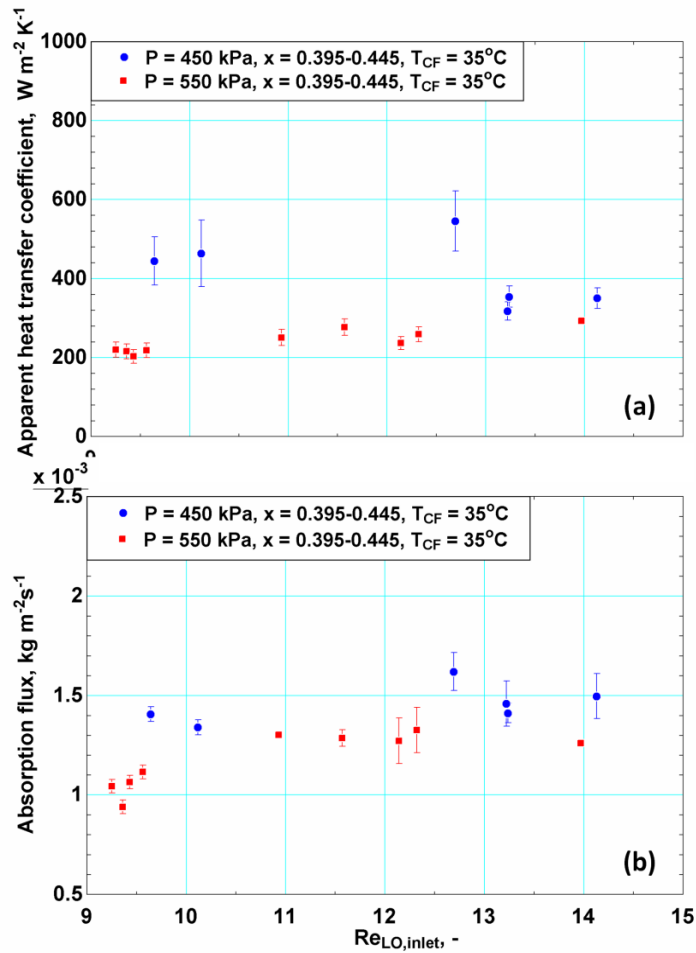 Apparent heat transfer coefficient, W m⁻² K⁻¹
1000
800
600
400
200
0
P = 450 kPa, x = 0.395-0.445, T_CF = 35°C
P = 550 kPa, x = 0.395-0.445, T_CF = 35°C
(a)
x 10⁻³
Absorption flux, kg m⁻²s⁻¹
2.5
2
1.5
1
0.5
P = 450 kPa, x = 0.395-0.445, T_CF = 35°C
P = 550 kPa, x = 0.395-0.445, T_CF = 35°C
(b)
9 10 11 12 13 14 15
Re_LO,inlet, -